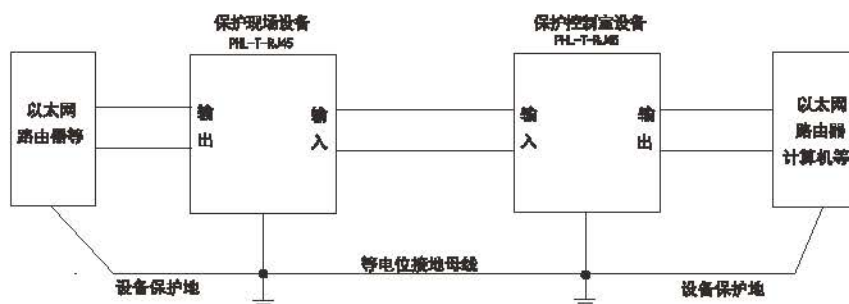 保护现场设备
PHL-T-RJ45
保护控制室设备
PHL-T-RJ45
以太网
路由器等
输出
输入
输入
输出
以太网
路由器
计算机等
等电位接地母线
设备保护地
设备保护地